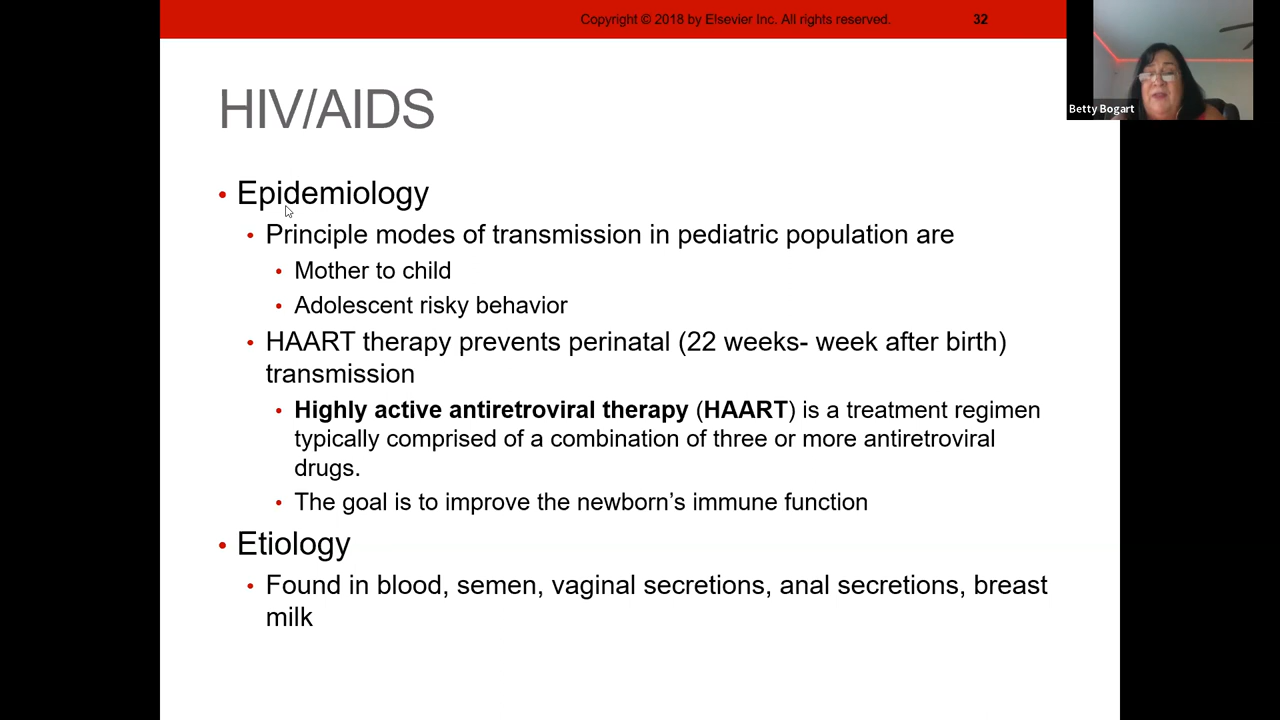 Copyright © 2018 by Elsevier Inc. All rights reserved. 32
Betty Bogart
HIV/AIDS
• Epidemiology
• Principle modes of transmission in pediatric population are
• Mother to child
• Adolescent risky behavior
• HAART therapy prevents perinatal (22 weeks- week after birth)
transmission
• Highly active antiretroviral therapy (HAART) is a treatment regimen
typically comprised of a combination of three or more antiretroviral
drugs.
• The goal is to improve the newborn’s immune function
• Etiology
• Found in blood, semen, vaginal secretions, anal secretions, breast
milk